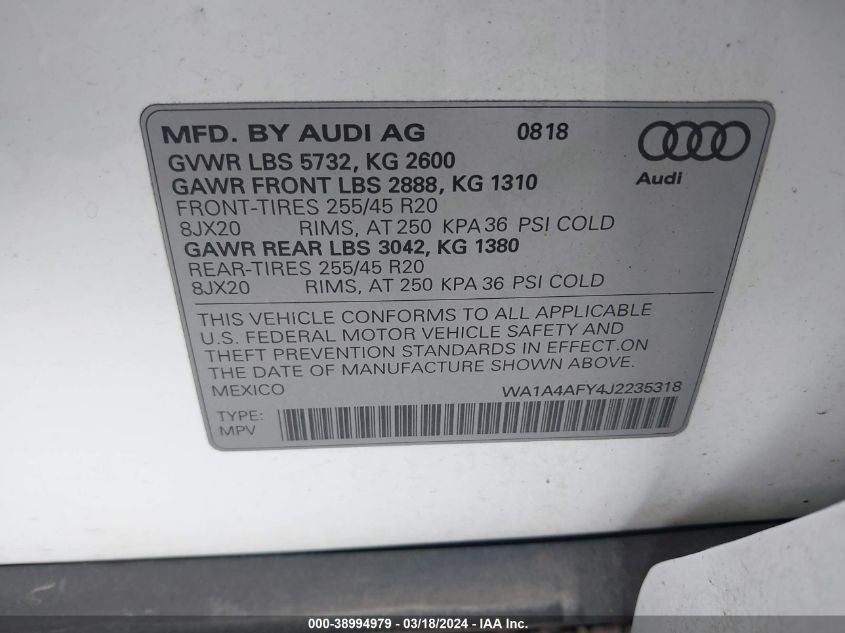 MFD. BY AUDI AG 0818
GVWR LBS 5732, KG 2600
GAWR FRONT LBS 2888, KG 1310
Audi
FRONT-TIRES 255/45 R20
8JX20 RIMS, AT 250 KPA 36 PSI COLD
GAWR REAR LBS 3042, KG 1380
REAR-TIRES 255/45 R20
8JX20 RIMS, AT 250 KPA 36 PSI COLD
THIS VEHICLE CONFORMS TO ALL APPLICABLE
U.S. FEDERAL MOTOR VEHICLE SAFETY AND
THEFT PREVENTION STANDARDS IN EFFECT.ON
THE DATE OF MANUFACTURE SHOWN ABOVE.
MEXICO WA1A4AFY4J2235318
TYPE:
MPV
000-38994979 - 03/18/2024 - IAA, Inc.